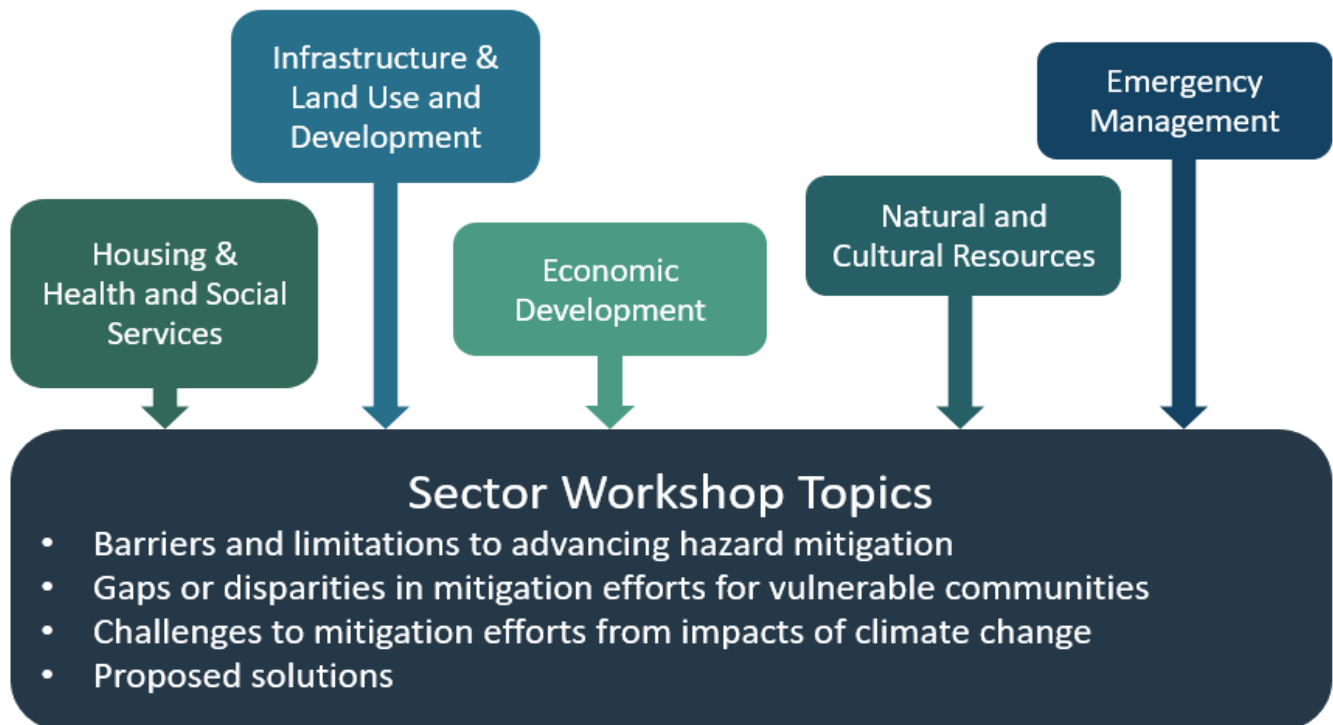 Infrastructure &
Land Use and
Development
Emergency
Management
Housing &
Health and Social
Services
Economic
Development
Natural and
Cultural Resources
Sector Workshop Topics
• Barriers and limitations to advancing hazard mitigation
• Gaps or disparities in mitigation efforts for vulnerable communities
• Challenges to mitigation efforts from impacts of climate change
• Proposed solutions